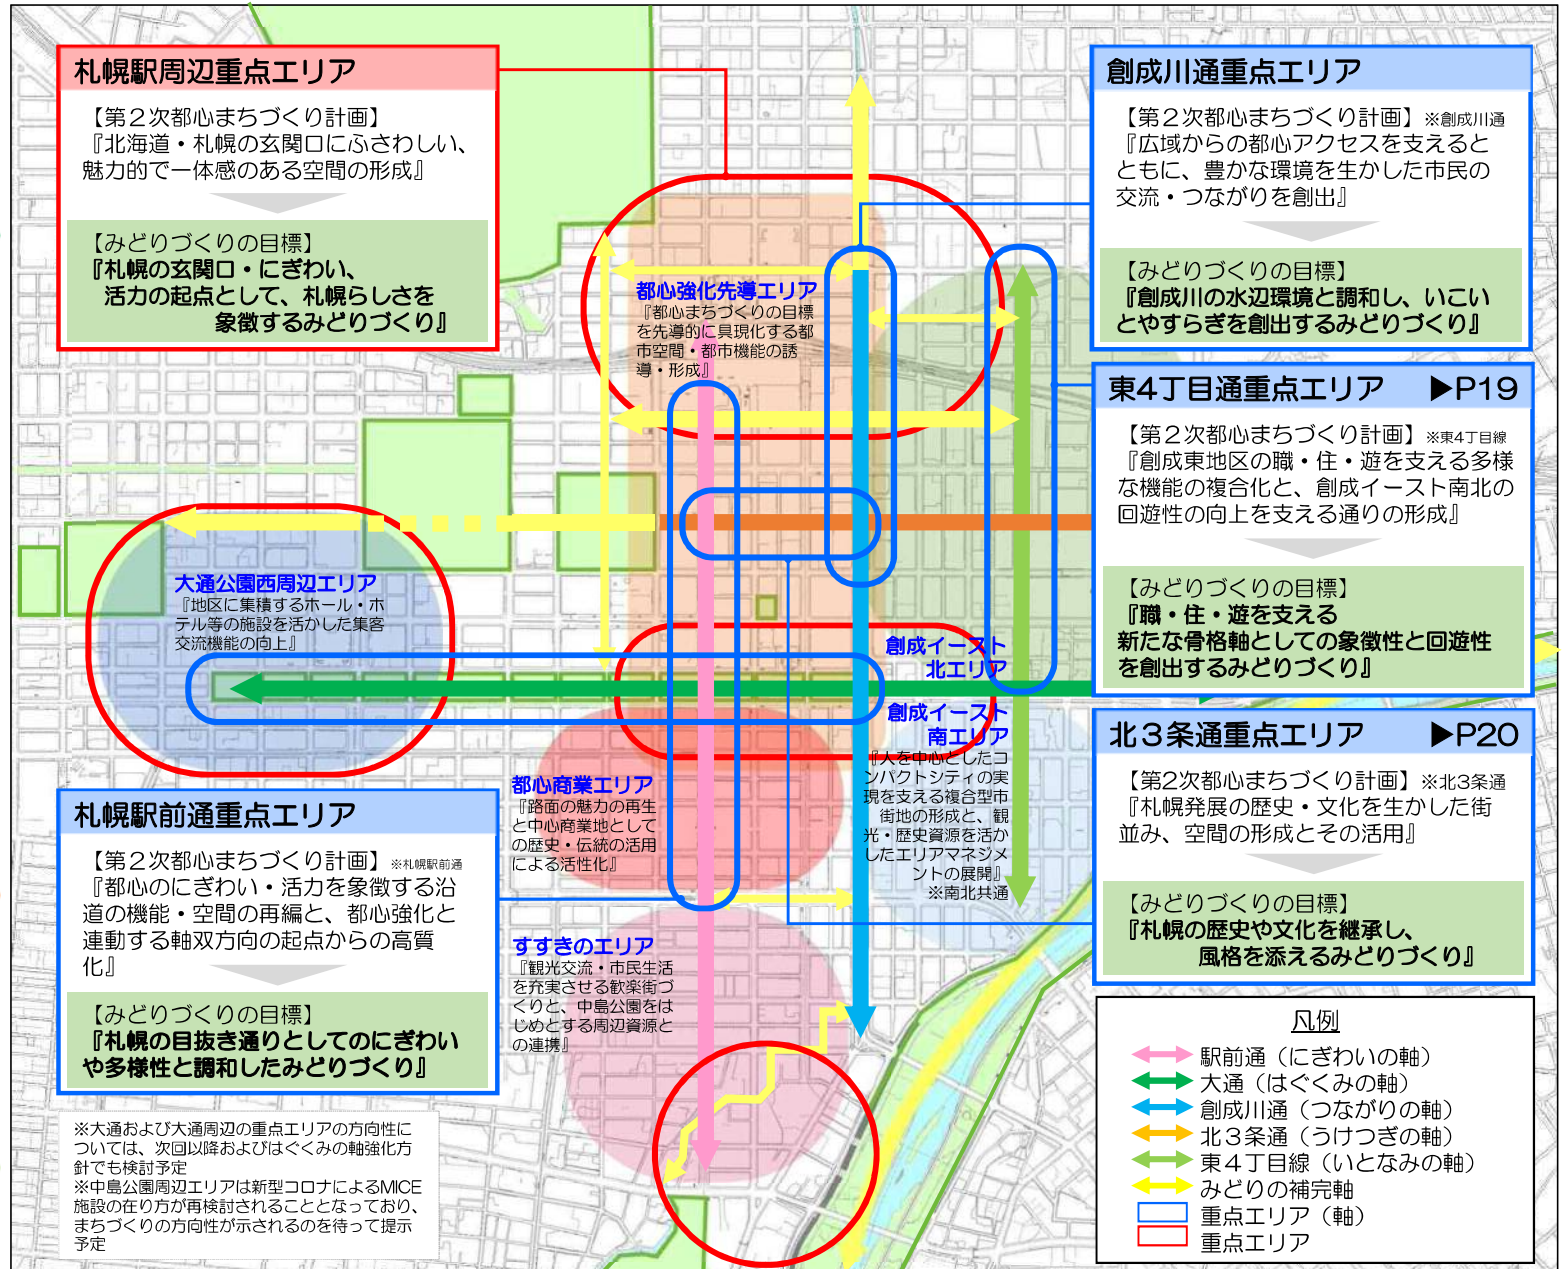 札幌駅周辺重点エリア
【第２次都心まちづくり計画】
『北海道・札幌の玄関口にふさわしい、
魅力的で一体感のある空間の形成』
【みどりづくりの目標】
『札幌の玄関口・にぎわい、
活力の起点として、札幌らしさを
象徴するみどりづくり』
創成川通重点エリア
【第２次都心まちづくり計画】※創成川通
『広域からの都心アクセスを支えると
ともに、豊かな環境を生かした市民の
交流・つながりを創出』
【みどりづくりの目標】
『創成川の水辺環境と調和し、いこい
とやすらぎを創出するみどりづくり』
都心強化先導エリア
『都心まちづくりの目標
を先導的に具現化する都
市空間・都市機能の誘
導・形成』
東4丁目通重点エリア ▶P19
【第２次都心まちづくり計画】※東4丁目線
『創成東地区の職・住・遊を支える多様
な機能の複合化と、創成イースト南北の
回遊性の向上を支える通りの形成』
【みどりづくりの目標】
『職・住・遊を支える
新たな骨格軸としての象徴性と回遊性
を創出するみどりづくり』
大通公園西周辺エリア
『地区に集積するホール・ホ
テル等の施設を活かした集客
交流機能の向上』
創成イースト
北エリア
創成イースト
南エリア
『人を中心としたコ
ンパクトシティの実
現を支える複合型市
街地の形成と、観
光・歴史資源を活か
したエリアマネジメ
ントの展開』
※南北共通
都心商業エリア
『路面の魅力の再生
と中心商業地として
の歴史・伝統の活用
による活性化』
北３条通重点エリア ▶P20
【第2次都心まちづくり計画】※北3条通
『札幌発展の歴史・文化を生かした街
並み、空間の形成とその活用』
【みどりづくりの目標】
『札幌の歴史や文化を継承し、
風格を添えるみどりづくり』
札幌駅前通重点エリア
【第２次都心まちづくり計画】※札幌駅前通
『都心のにぎわい・活力を象徴する沿
道の機能・空間の再編と、都心強化と
連動する軸双方向の起点からの高質
化』
【みどりづくりの目標】
『札幌の目抜き通りとしてのにぎわい
や多様性と調和したみどりづくり』
すすきのエリア
『観光交流・市民生活
を充実させる歓楽街づ
くりと、中島公園をは
じめとする周辺資源と
の連携』
※大通および大通周辺の重点エリアの方向性に
ついては、次回以降およびはぐくみの軸強化方
針でも検討予定
※中島公園周辺エリアは新型コロナによるMICE
施設の在り方が再検討されることとなっており、
まちづくりの方向性が示されるのを待って提示
予定
凡例
駅前通（にぎわいの軸）
大通（はぐくみの軸）
創成川通（つながりの軸）
北３条通（うけつぎの軸）
東４丁目線（いとなみの軸）
みどりの補完軸
重点エリア（軸）
重点エリア